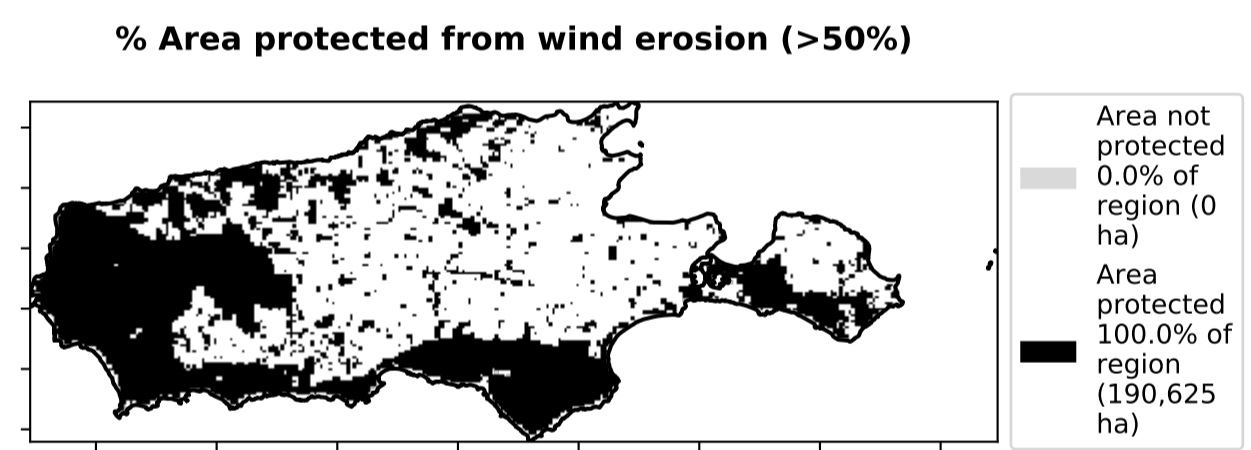 % Area protected from wind erosion (>50%)
Area not
protected
0.0% of
region (0
ha)
Area
protected
100.0% of
region
(190,625
ha)